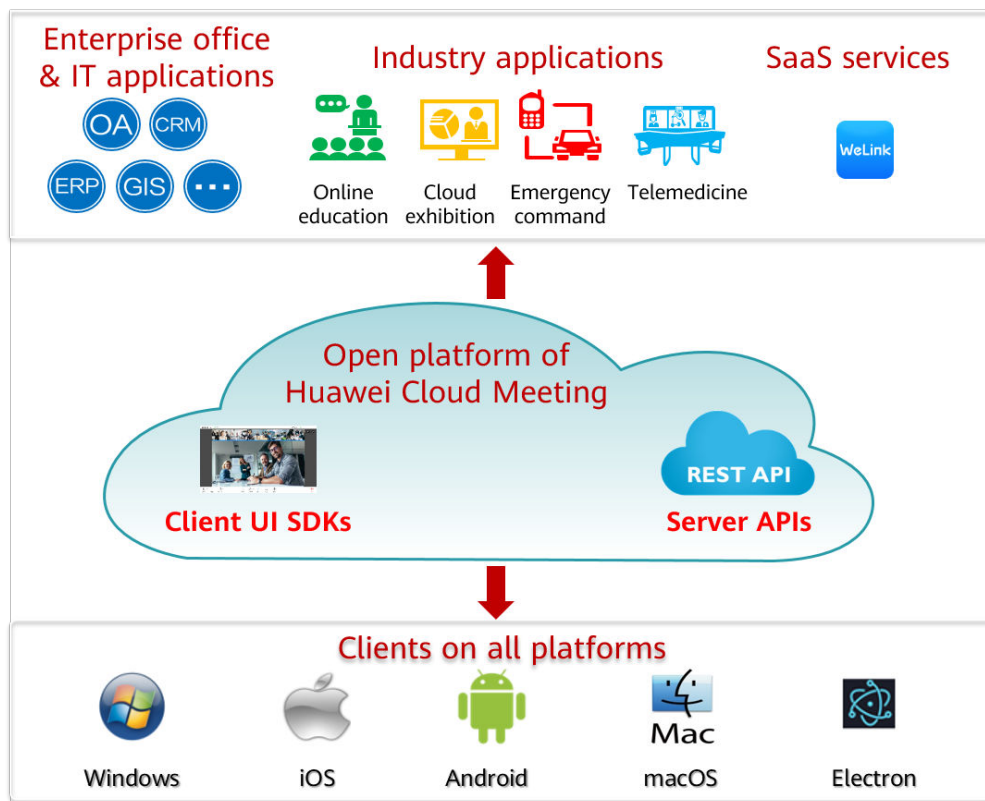 Enterprise office
& IT applications
Industry applications
SaaS services
OA
CRM
ERP
GIS
...
WeLink
Online
education
Cloud
exhibition
Emergency
command
Telemedicine
Open platform of
Huawei Cloud Meeting
REST API
Client UI SDKs
Server APIs
Clients on all platforms
Mac
Windows
iOS
Android
macOS
Electron